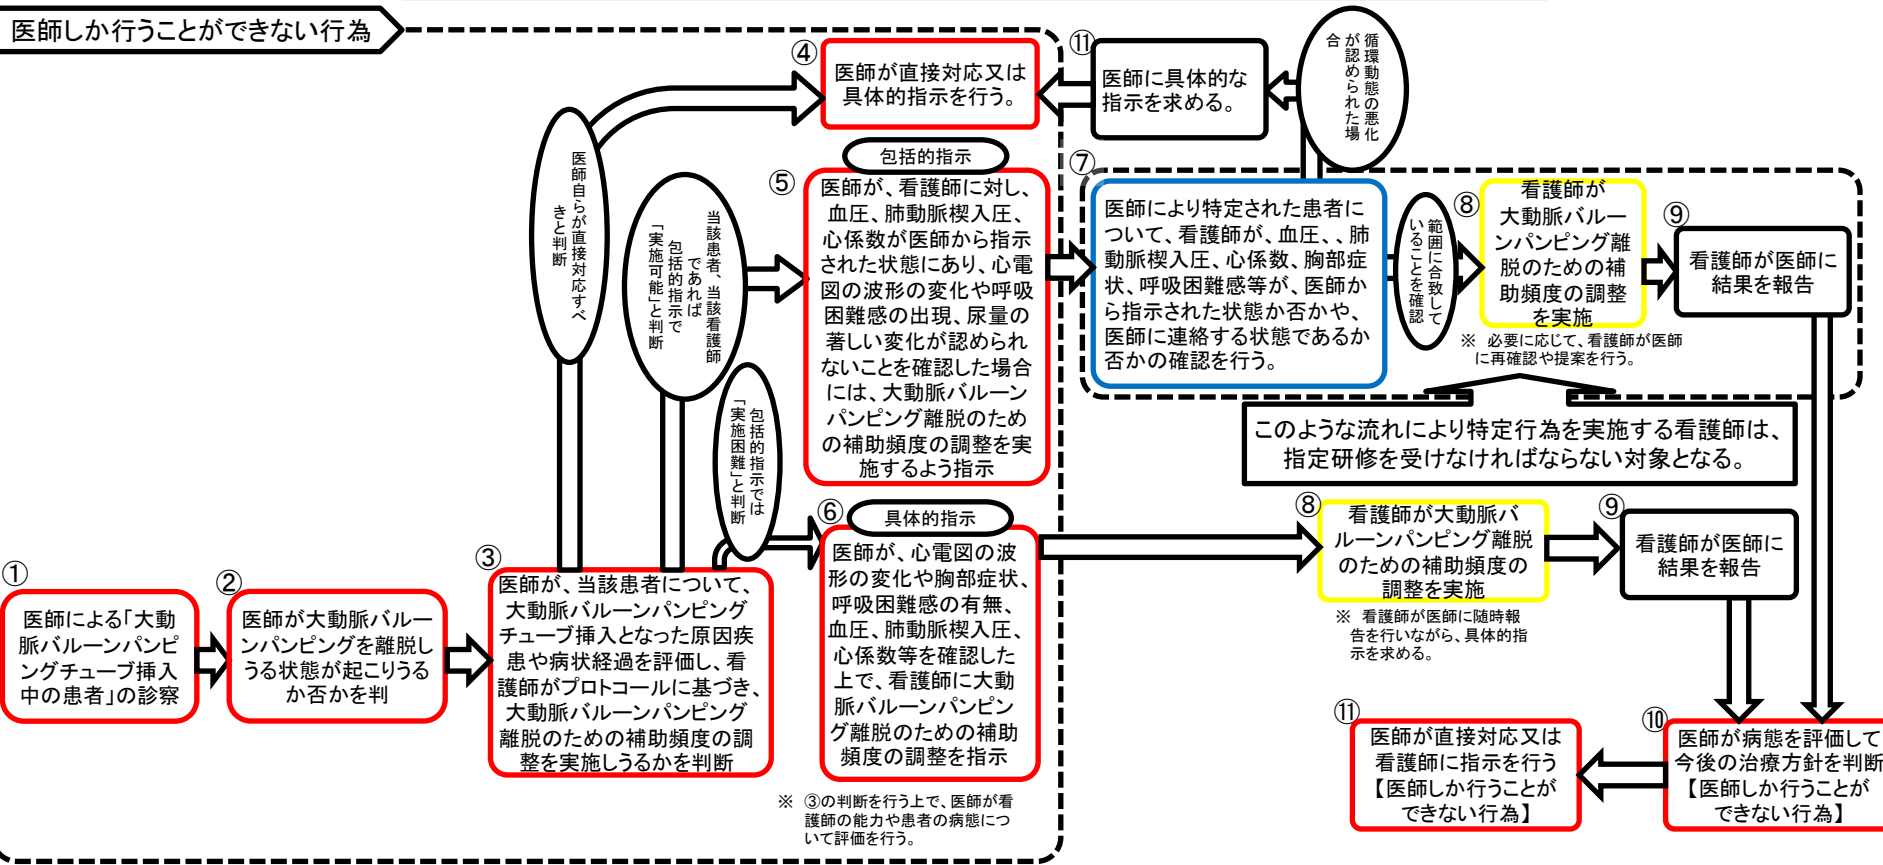 医師しか行うことができない行為
①
医師による「大動
脈バルーンパンピ
ングチューブ挿入
中の患者」の診察
②
医師が大動脈バルー
ンパンピングを離脱し
うる状態が起こりうる
か否かを判
③
医師が、当該患者について、
大動脈バルーンパンピング
チューブ挿入となった原因疾
患や病状経過を評価し、看
護師がプロトコールに基づき、
大動脈バルーンパンピング
離脱のための補助頻度の調
整を実施しうるかを判断
医師自らが直接対応すべ
きと判断
当該患者、当該看護師
であれば
包括的指示で
「実施可能」と判断
包括的指示では
「実施困難」と判断
④
医師が直接対応又は
具体的指示を行う。
包括的指示
⑤
医師が、看護師に対し、
血圧、肺動脈楔入圧、
心係数が医師から指示
された状態にあり、心電
図の波形の変化や呼吸
困難感の出現、尿量の
著しい変化が認められ
ないことを確認した場合
には、大動脈バルーン
パンピング離脱のため
の補助頻度の調整を実
施するよう指示
⑥
具体的指示
医師が、心電図の波
形の変化や胸部症状、
呼吸困難感の有無、
血圧、肺動脈楔入圧、
心係数等を確認した
上で、看護師に大動
脈バルーンパンピン
グ離脱のための補助
頻度の調整を指示
※ ③の判断を行う上で、医師が看
護師の能力や患者の病態につ
いて評価を行う。
⑪
医師に具体的な
指示を求める。
循環動態の悪化
が認められた場
合
⑦
医師により特定された患者に
ついて、看護師が、血圧、、肺
動脈楔入圧、心係数、胸部症
状、呼吸困難感等が、医師か
ら指示された状態か否かや、
医師に連絡する状態であるか
否かの確認を行う。
範囲に合致して
いることを確認
⑧
看護師が
大動脈バルー
ンパンピング離
脱のための補
助頻度の調整
を実施
※ 必要に応じて、看護師が医師
に再確認や提案を行う。
⑨
看護師が医師に
結果を報告
このような流れにより特定行為を実施する看護師は、
指定研修を受けなければならない対象となる。
⑧
看護師が大動脈バ
ルーンパンピング離脱
のための補助頻度の
調整を実施
※ 看護師が医師に随時報
告を行いながら、具体的指
示を求める。
⑨
看護師が医師に
結果を報告
⑪
医師が直接対応又は
看護師に指示を行う
【医師しか行うことが
できない行為】
⑩
医師が病態を評価して
今後の治療方針を判断
【医師しか行うことが
できない行為】